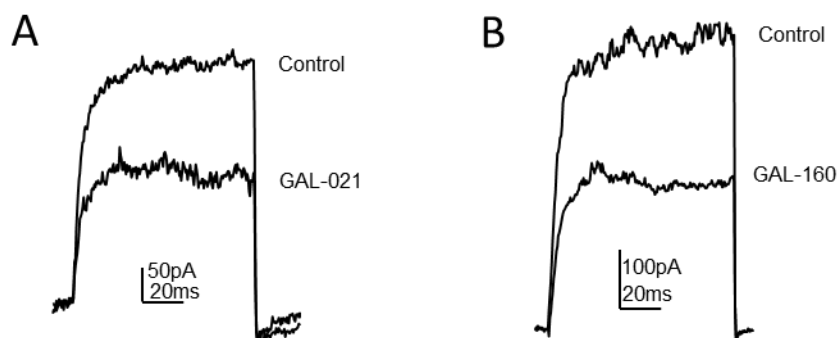 A
Control
GAL-021
50pA
20ms
B
Control
GAL-160
100pA
20ms